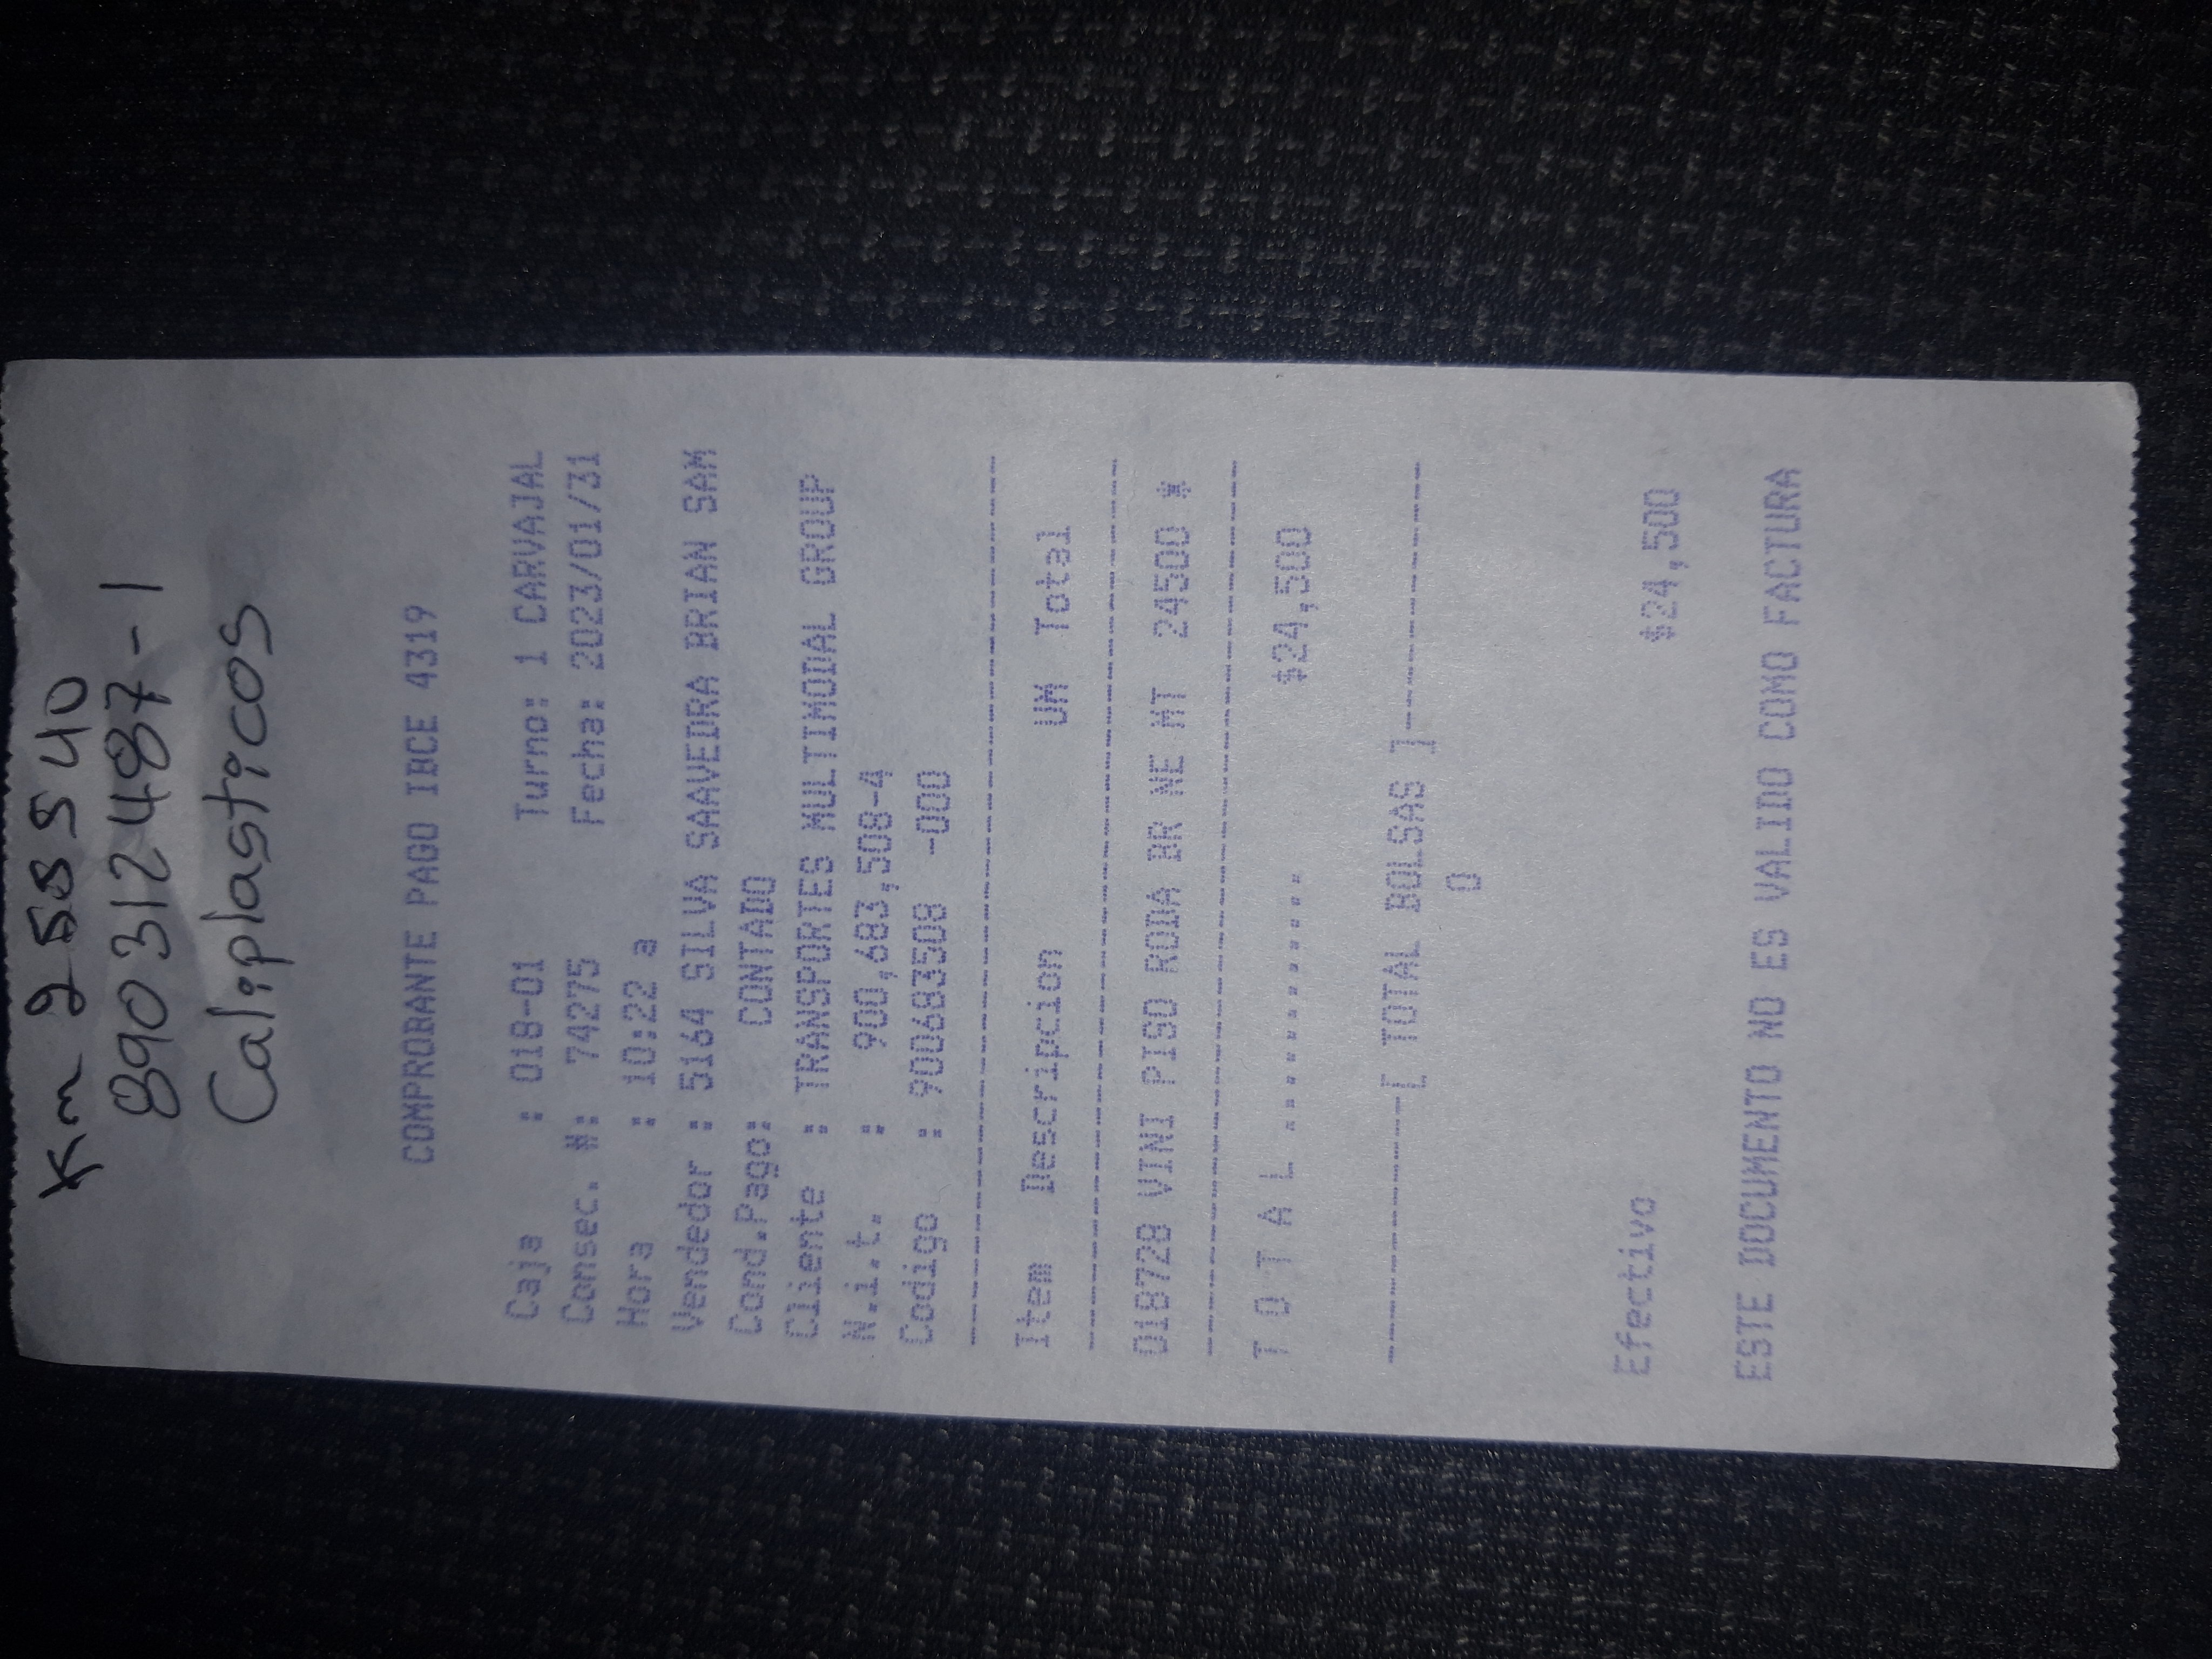 Km 258540
890312487-1
Caliplasticos
COMPROBANTE PAGO IBCE 4319
Caja : 018-01 Turno: 1 CARVAJAL
Consec. #: 74275 Fecha: 2023/01/31
Hora : 10:22 a
Vendedor : 5164 SILVA SAAVEDRA BRIAN SAM
Cond.Pago: CONTADO
Cliente : TRANSPORTES MULTIMODAL GROUP
N.i.t. : 900,683,508-4
Codigo : 900683508 -000
Item Descripcion UM Total
018728 VINI PISO RODA BR NE MT 24500 *
T O T A L ............ $24,500
[ TOTAL BOLSAS ]
0
Efectivo $24,500
ESTE DOCUMENTO NO ES VALIDO COMO FACTURA